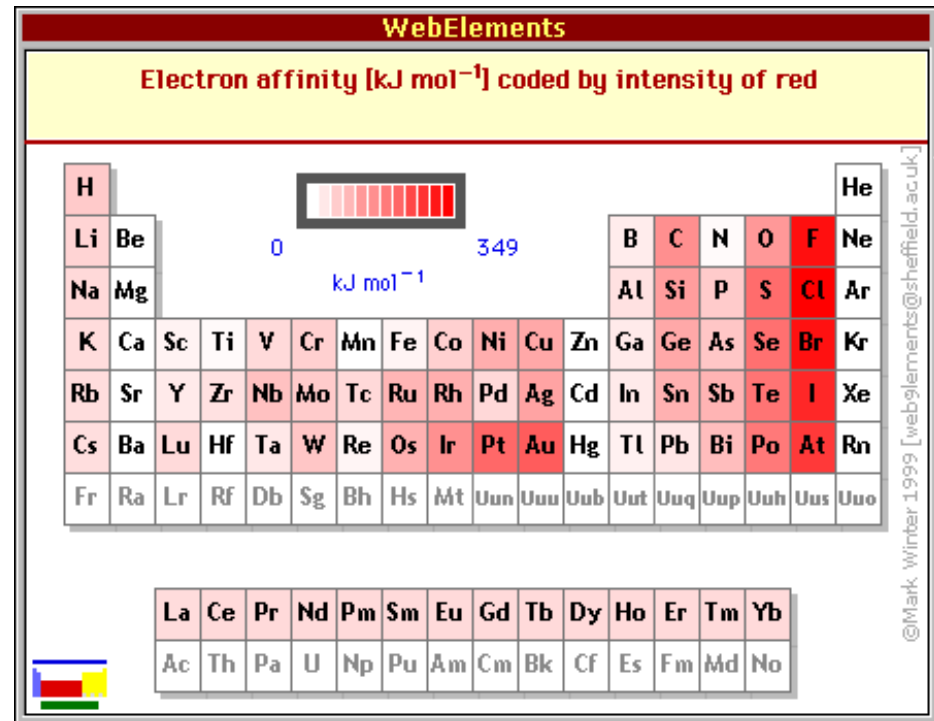 WebElements
Electron affinity [kJ mol⁻¹] coded by intensity of red
H He
Li Be 0 349 B C N O F Ne
kJ mol⁻¹
Na Mg Al Si P S Cl Ar
K Ca Sc Ti V Cr Mn Fe Co Ni Cu Zn Ga Ge As Se Br Kr
Rb Sr Y Zr Nb Mo Tc Ru Rh Pd Ag Cd In Sn Sb Te I Xe
Cs Ba Lu Hf Ta W Re Os Ir Pt Au Hg Tl Pb Bi Po At Rn
Fr Ra Lr Rf Db Sg Bh Hs Mt Uun Uuu Uub Uut Uuq Uup Uuh Uus Uuo
La Ce Pr Nd Pm Sm Eu Gd Tb Dy Ho Er Tm Yb
Ac Th Pa U Np Pu Am Cm Bk Cf Es Fm Md No
©Mark Winter 1999 [web9lements@sheffield.ac.uk]